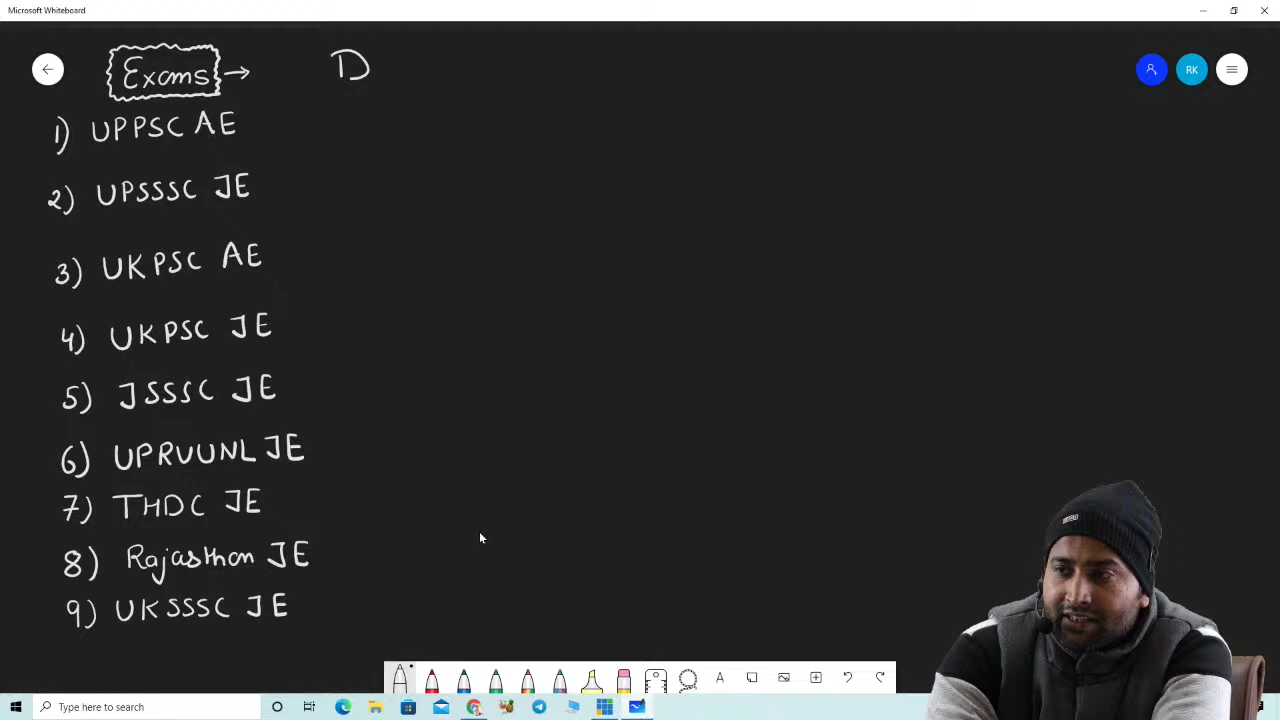 Microsoft Whiteboard
Exams → D
RK
1) UPPSC AE
2) UPSSSC JE
3) UKPSC AE
4) UKPSC JE
5) JSSSC JE
6) UPRVUNL JE
7) THDC JE
8) Rajasthan JE
9) UKSSSC JE
A
Type here to search